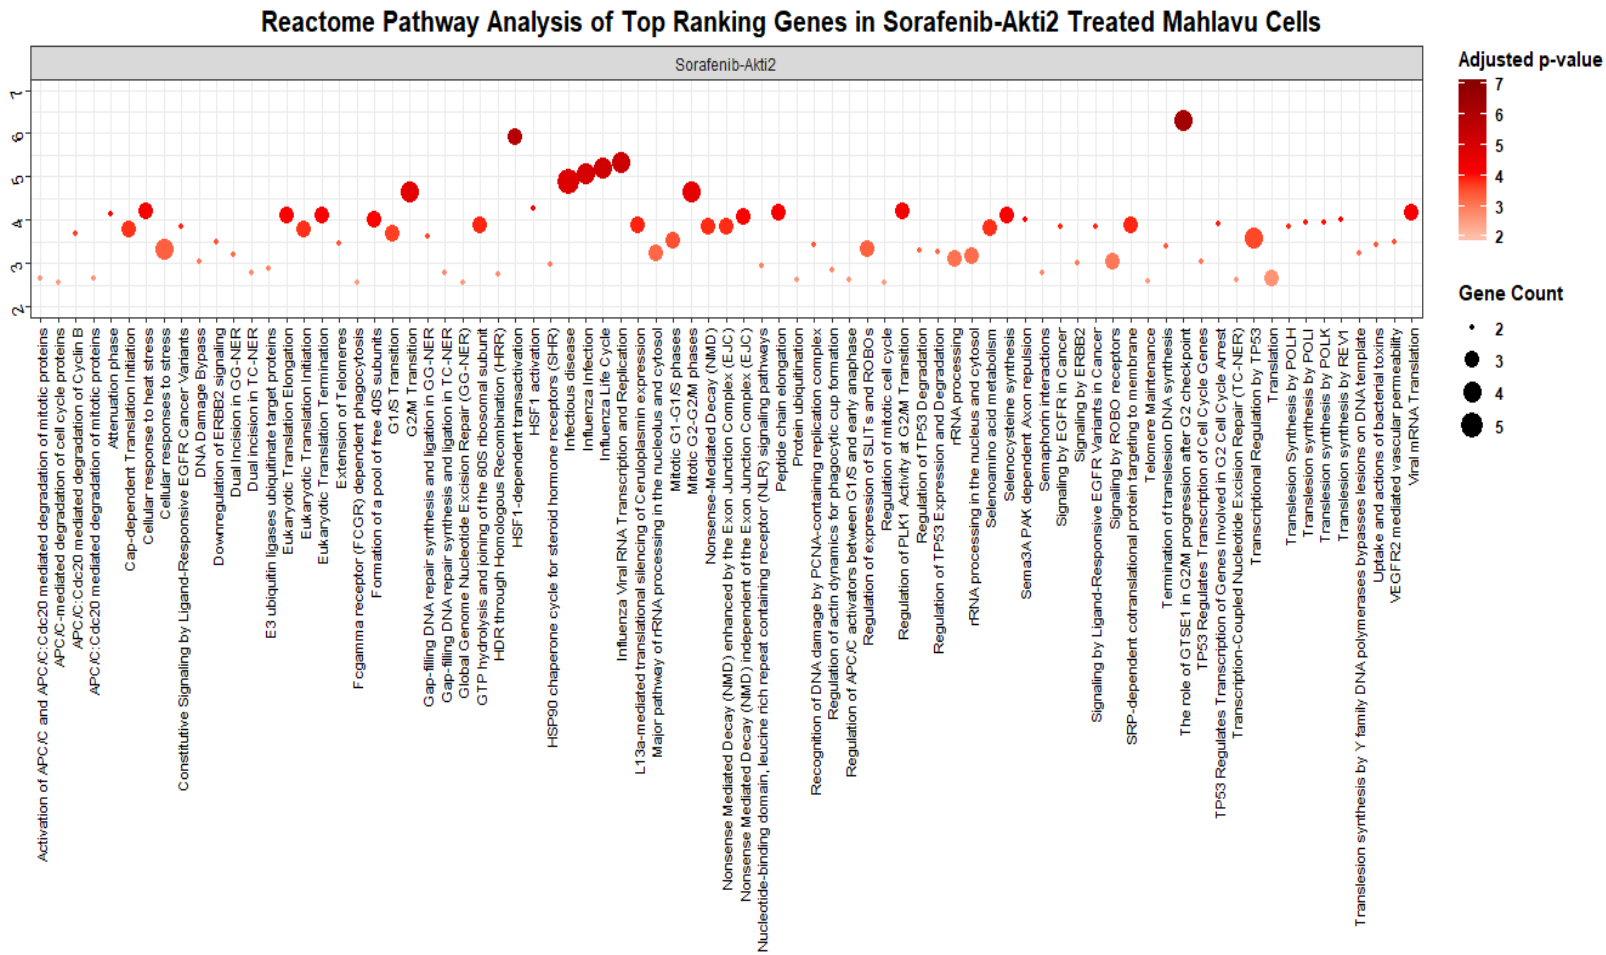 Reactome Pathway Analysis of Top Ranking Genes in Sorafenib-Akti2 Treated Mahlavu Cells
Sorafenib-Akti2
7
6
5
4
3
2
Activation of APC/C and APC/C:Cdc20 mediated degradation of mitotic proteins
APC/C-mediated degradation of cell cycle proteins
APC/C:Cdc20 mediated degradation of Cyclin B
APC/C:Cdc20 mediated degradation of mitotic proteins
Attenuation phase
Cap-dependent Translation Initiation
Cellular response to heat stress
Cellular responses to stress
Constitutive Signaling by Ligand-Responsive EGFR Cancer Variants
DNA Damage Bypass
Downregulation of ERBB2 signaling
Dual Incision in GG-NER
Dual incision in TC-NER
E3 ubiquitin ligases ubiquitinate target proteins
Eukaryotic Translation Elongation
Eukaryotic Translation Initiation
Eukaryotic Translation Termination
Extension of Telomeres
Fcgamma receptor (FCGR) dependent phagocytosis
Formation of a pool of free 40S subunits
G1/S Transition
G2/M Transition
Gap-filling DNA repair synthesis and ligation in GG-NER
Gap-filling DNA repair synthesis and ligation in TC-NER
Global Genome Nucleotide Excision Repair (GG-NER)
GTP hydrolysis and joining of the 60S ribosomal subunit
HDR through Homologous Recombination (HRR)
HSF1-dependent transactivation
HSF1 activation
HSP90 chaperone cycle for steroid hormone receptors (SHR)
Infectious disease
Influenza Infection
Influenza Life Cycle
Influenza Viral RNA Transcription and Replication
L13a-mediated translational silencing of Ceruloplasmin expression
Major pathway of rRNA processing in the nucleolus and cytosol
Mitotic G1-G1/S phases
Mitotic G2-G2/M phases
Nonsense-Mediated Decay (NMD)
Nonsense Mediated Decay (NMD) enhanced by the Exon Junction Complex (EJC)
Nonsense Mediated Decay (NMD) independent of the Exon Junction Complex (EJC)
Nucleotide-binding domain, leucine rich repeat containing receptor (NLR) signaling pathways
Peptide chain elongation
Protein ubiquitination
Recognition of DNA damage by PCNA-containing replication complex
Regulation of actin dynamics for phagocytic cup formation
Regulation of APC/C activators between G1/S and early anaphase
Regulation of expression of SLITs and ROBOs
Regulation of mitotic cell cycle
Regulation of PLK1 Activity at G2/M Transition
Regulation of TP53 Degradation
Regulation of TP53 Expression and Degradation
rRNA processing
rRNA processing in the nucleus and cytosol
Selenoamino acid metabolism
Selenocysteine synthesis
Sema3A PAK dependent Axon repulsion
Semaphorin interactions
Signaling by EGFR in Cancer
Signaling by ERBB2
Signaling by Ligand-Responsive EGFR Variants in Cancer
Signaling by ROBO receptors
SRP-dependent cotranslational protein targeting to membrane
Telomere Maintenance
Termination of translesion DNA synthesis
The role of GTSE1 in G2/M progression after G2 checkpoint
TP53 Regulates Transcription of Cell Cycle Genes
TP53 Regulates Transcription of Genes Involved in G2 Cell Cycle Arrest
Transcription-Coupled Nucleotide Excision Repair (TC-NER)
Transcriptional Regulation by TP53
Translation
Translesion Synthesis by POLH
Translesion synthesis by POLI
Translesion synthesis by POLK
Translesion synthesis by REV1
Translesion synthesis by Y family DNA polymerases bypasses lesions on DNA template
Uptake and actions of bacterial toxins
VEGFR2 mediated vascular permeability
Viral mRNA Translation
Adjusted p-value
7
6
5
4
3
2
Gene Count
2
3
4
5